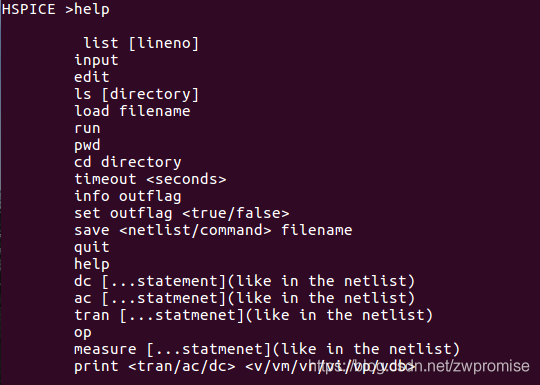 HSPICE >help
list [lineno]
input
edit
ls [directory]
load filename
run
pwd
cd directory
timeout <seconds>
info outflag
set outflag <true/false>
save <netlist/command> filename
quit
help
dc [...statement](like in the netlist)
ac [...statmenet](like in the netlist)
tran [...statmenet](like in the netlist)
op
measure [...statmenet](like in the netlist)
print <tran/ac/dc> <v/vm/vr/vi/vp/vdb>
https://blog.csdn.net/zwpromise